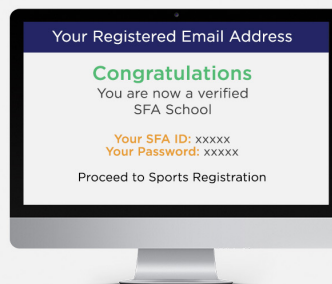 Your Registered Email Address
Congratulations
You are now a verified
SFA School
Your SFA ID: xxxxx
Your Password: xxxxx
Proceed to Sports Registration